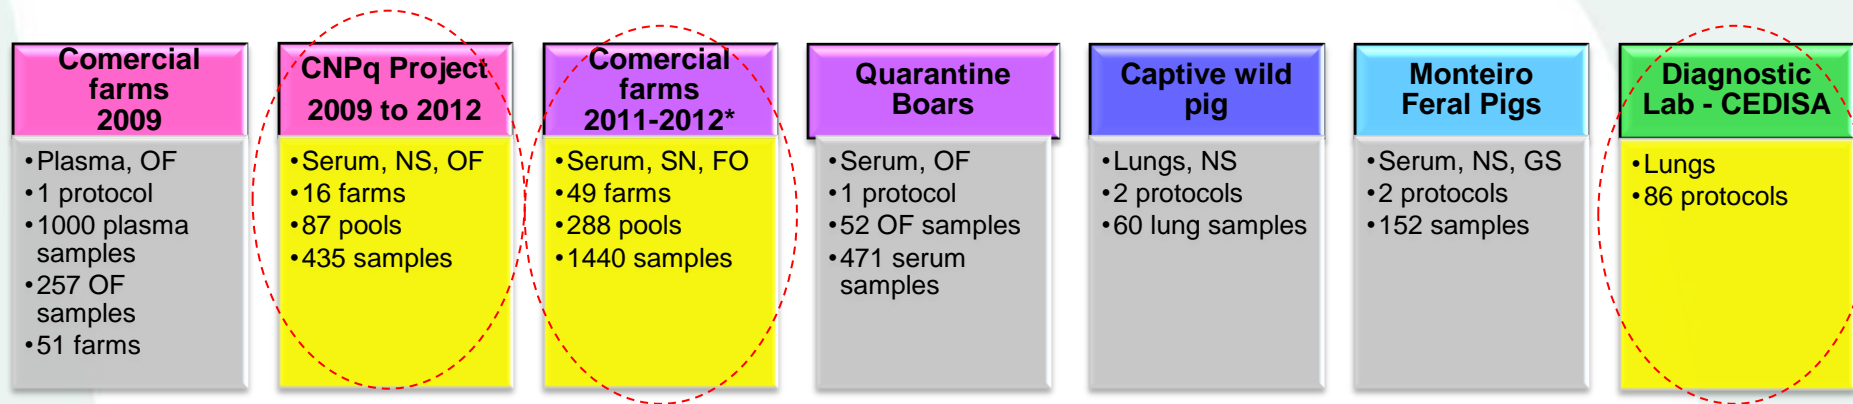 Comercial
farms
2009
•Plasma, OF
•1 protocol
•1000 plasma
samples
•257 OF
samples
•51 farms
CNPq Project
2009 to 2012
•Serum, NS, OF
•16 farms
•87 pools
•435 samples
Comercial
farms
2011-2012*
•Serum, SN, FO
•49 farms
•288 pools
•1440 samples
Quarantine
Boars
•Serum, OF
•1 protocol
•52 OF samples
•471 serum
samples
Captive wild
pig
•Lungs, NS
•2 protocols
•60 lung samples
Monteiro
Feral Pigs
•Serum, NS, GS
•2 protocols
•152 samples
Diagnostic
Lab - CEDISA
•Lungs
•86 protocols